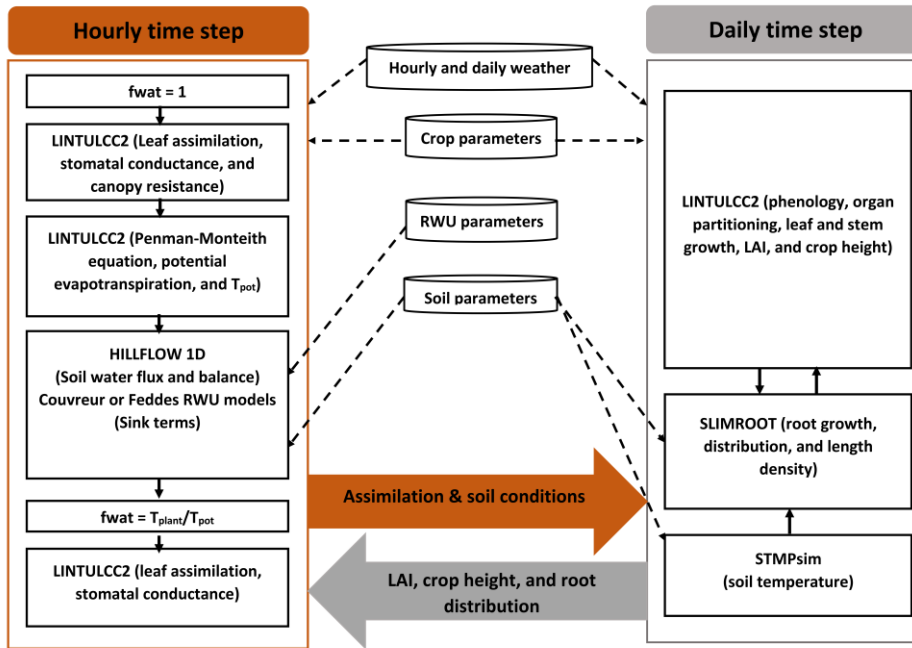 Hourly time step
Daily time step
Hourly and daily weather
fwat = 1
LINTULCC2 (Leaf assimilation,
stomatal conductance, and
canopy resistance)
Crop parameters
LINTULCC2 (phenology, organ
partitioning, leaf and stem
growth, LAI, and crop height)
RWU parameters
LINTULCC2 (Penman-Monteith
equation, potential
evapotranspiration, and Tpot)
Soil parameters
HILLFLOW 1D
(Soil water flux and balance)
Couvreur or Feddes RWU models
(Sink terms)
SLIMROOT (root growth,
distribution, and length
density)
Assimilation & soil conditions
fwat = Tplant/Tpot
LINTULCC2 (leaf assimilation,
stomatal conductance)
LAI, crop height, and root
distribution
STMPsim
(soil temperature)